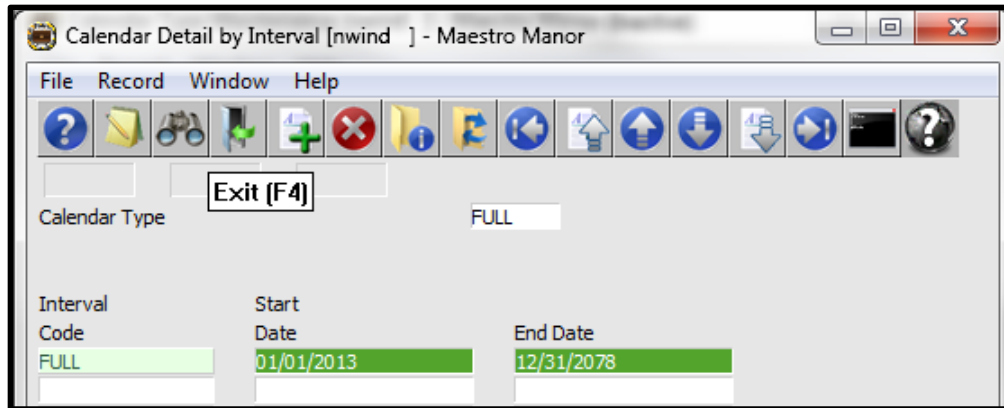 Calendar Detail by Interval [nwind ] - Maestro Manor
File Record Window Help
Exit (F4)
Calendar Type FULL
Interval Start
Code Date End Date
FULL 01/01/2013 12/31/2078